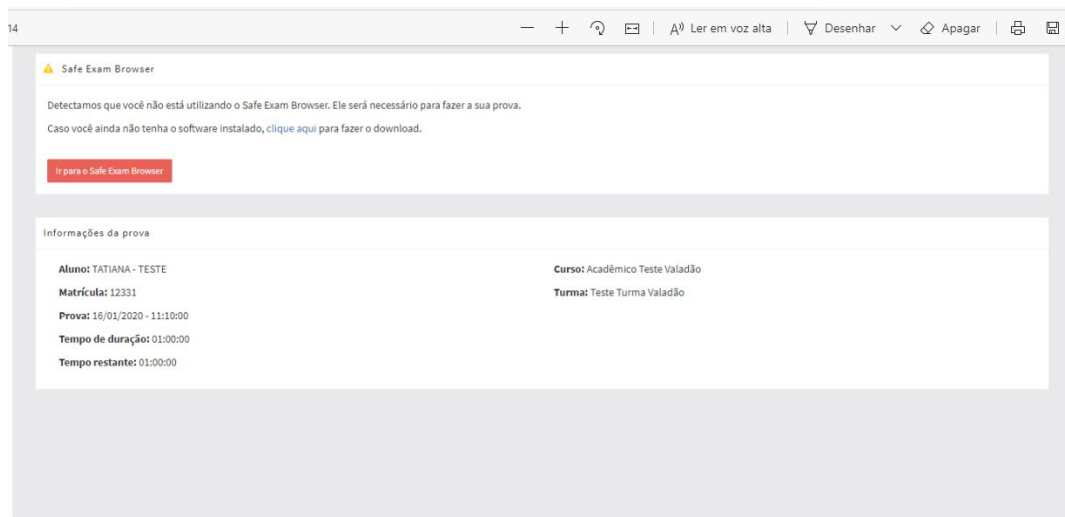 14
Ler em voz alta
Desenhar
Apagar
Safe Exam Browser
Detectamos que você não está utilizando o Safe Exam Browser. Ele será necessário para fazer a sua prova.
Caso você ainda não tenha o software instalado, clique aqui para fazer o download.
Ir para o Safe Exam Browser
Informações da prova
Aluno: TATIANA - TESTE
Curso: Acadêmico Teste Valadão
Matrícula: 12331
Turma: Teste Turma Valadão
Prova: 16/01/2020 - 11:10:00
Tempo de duração: 01:00:00
Tempo restante: 01:00:00